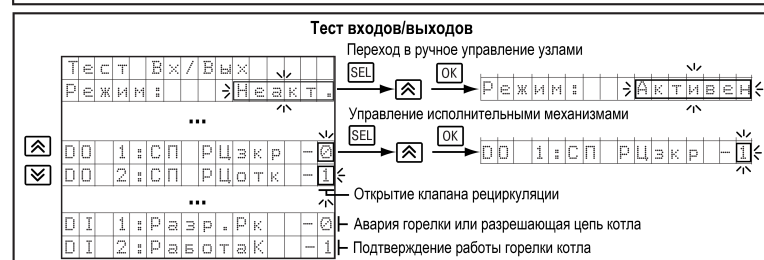 Тест входов/выходов
Переход в ручное управление узлами
Тест Вх/Вых
Режим: Неакт.
SEL OK
Режим: Активен
...
Управление исполнительными механизмами
SEL OK
DO 1:СП РЦзкр -0
DO 1:СП РЦзкр -1
DO 2:СП РЦотк -1
Открытие клапана рециркуляции
...
DI 1:Разр.Рк -0
Авария горелки или разрешающая цепь котла
DI 2:РаботаК -1
Подтверждение работы горелки котла